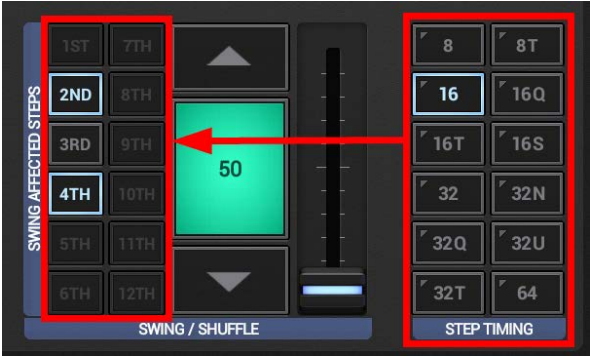 1ST 7TH 8 8T
2ND 8TH 16 16Q
3RD 9TH 16T 16S
50
4TH 10TH 32 32N
5TH 11TH 32Q 32U
6TH 12TH 32T 64
SWING AFFECTED STEPS
SWING / SHUFFLE STEP TIMING